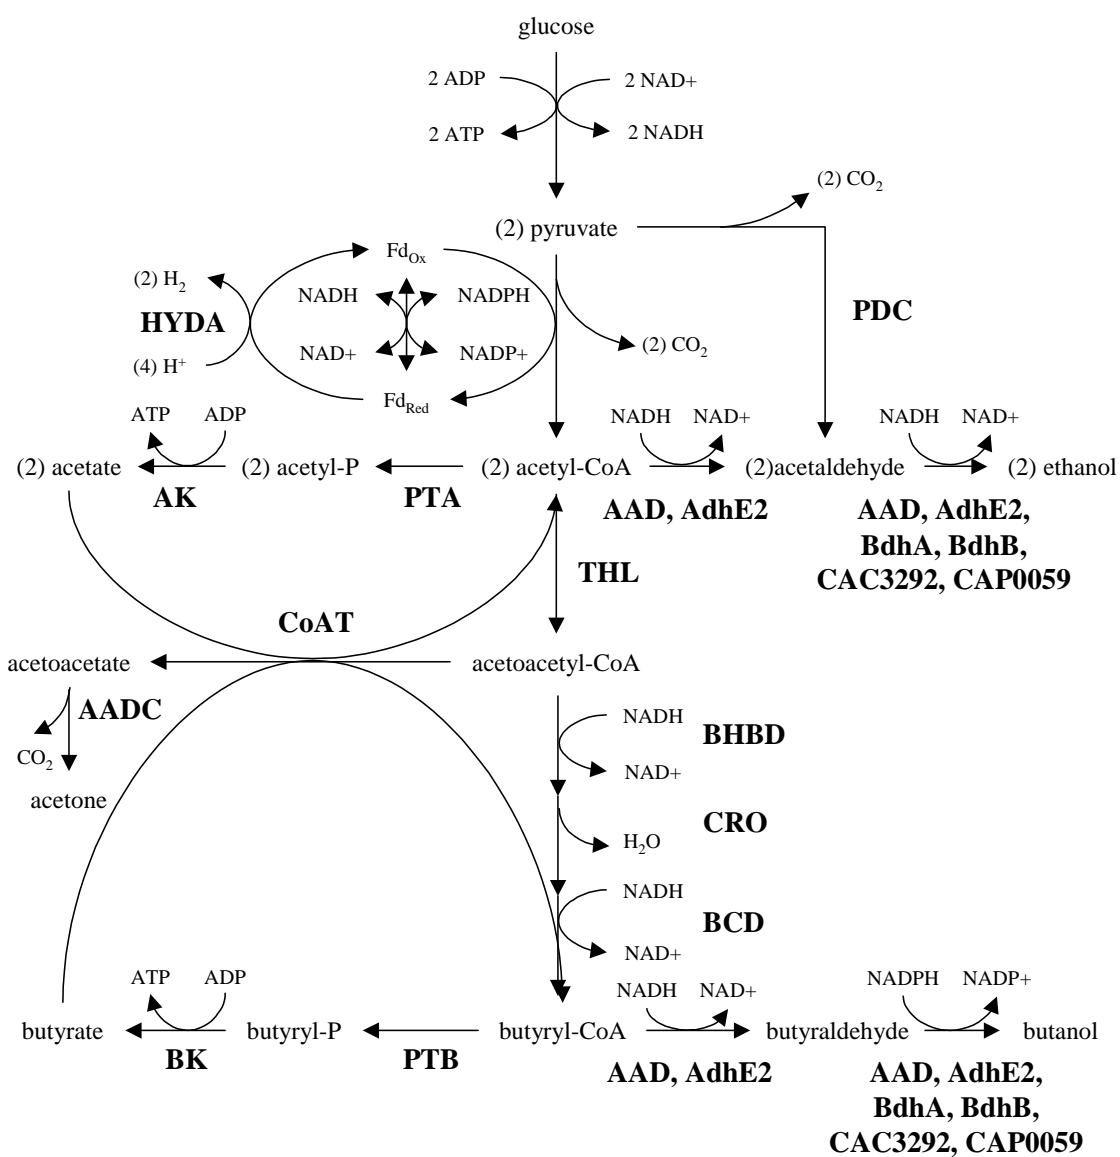 glucose
2 ADP
2 NAD+
2 ATP
2 NADH
(2) CO₂
(2) pyruvate
Fd_Ox
(2) H₂
NADH
NADPH
HYDA
PDC
NAD+
NADP+
(2) CO₂
(4) H⁺
Fd_Red
ATP
ADP
NADH
NAD+
NADH
NAD+
(2) acetate
(2) acetyl-P
(2) acetyl-CoA
(2)acetaldehyde
(2) ethanol
AK
PTA
AAD, AdhE2
AAD, AdhE2,
BdhA, BdhB,
CAC3292, CAP0059
THL
CoAT
acetoacetate
acetoacetyl-CoA
AADC
NADH
BHBD
CO₂
NAD+
acetone
CRO
H₂O
NADH
BCD
NAD+
ATP
ADP
NADH
NAD+
NADPH
NADP+
butyrate
butyryl-P
butyryl-CoA
butyraldehyde
butanol
BK
PTB
AAD, AdhE2
AAD, AdhE2,
BdhA, BdhB,
CAC3292, CAP0059